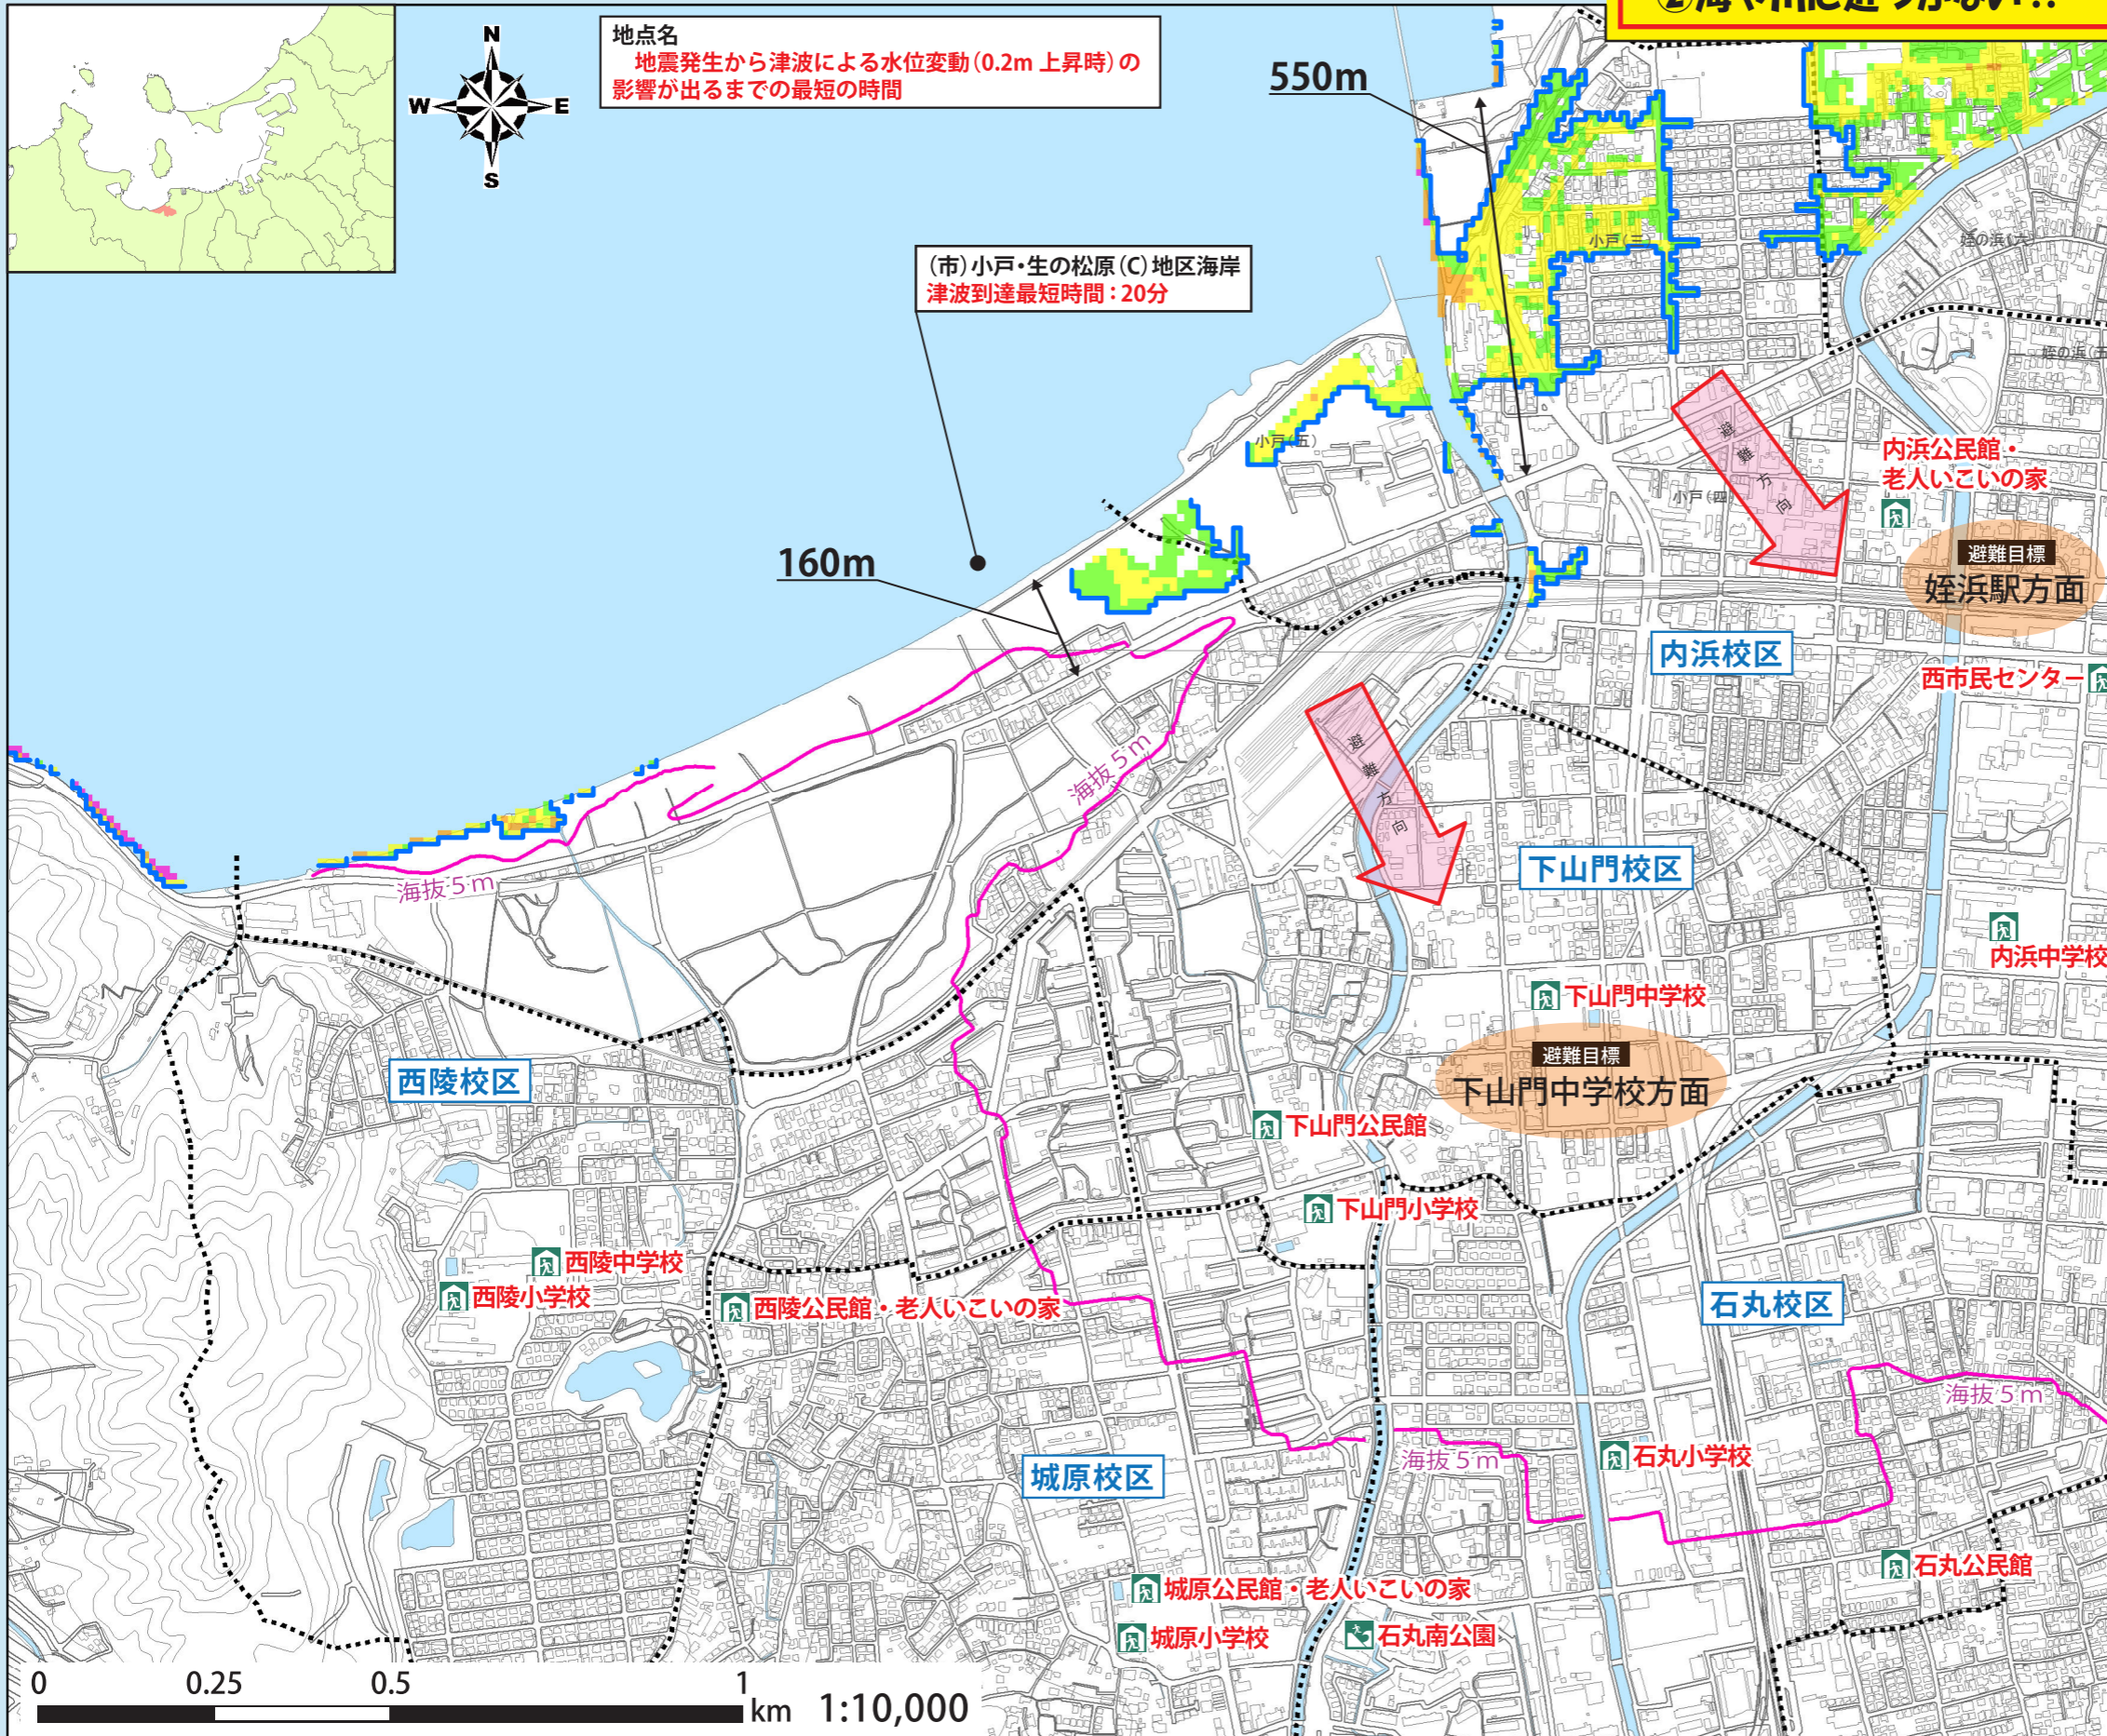 ②海や川に近づかない!!
N
W
E
S
地点名
地震発生から津波による水位変動(0.2m 上昇時)の
影響が出るまでの最短の時間
550m
小戸(三)
姪の浜(六)
(市)小戸・生の松原(C)地区海岸
津波到達最短時間：20分
姪の浜(五
小戸(五)
避難方向
内浜公民館・
老人いこいの家
小戸(四)
160m
避難目標
姪浜駅方面
内浜校区
西市民センター
海抜5m
避難方向
下山門校区
海抜5m
内浜中学校
下山門中学校
避難目標
下山門中学校方面
西陵校区
下山門公民館
下山門小学校
西陵中学校
西陵小学校
西陵公民館・老人いこいの家
石丸校区
海抜5m
石丸小学校
海抜5m
城原校区
石丸公民館
城原公民館・老人いこいの家
城原小学校
石丸南公園
0 0.25 0.5 1
km 1:10,000